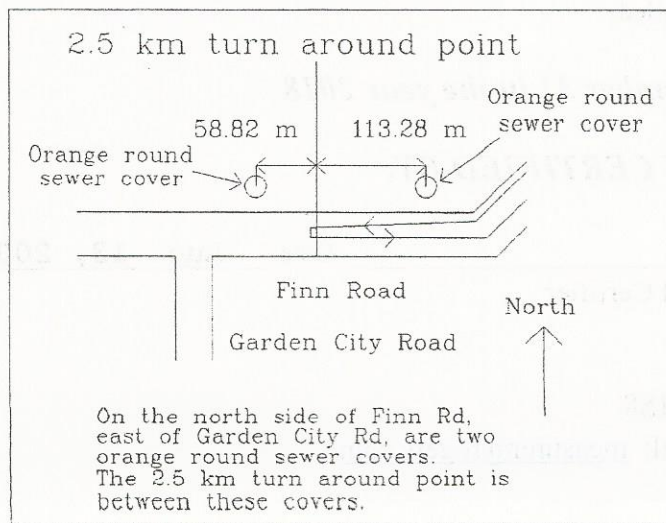 2.5 km turn around point
58.82 m
113.28 m
Orange round
sewer cover
Orange round
sewer cover
Finn Road
Garden City Road
North
On the north side of Finn Rd,
east of Garden City Rd, are two
orange round sewer covers.
The 2.5 km turn around point is
between these covers.